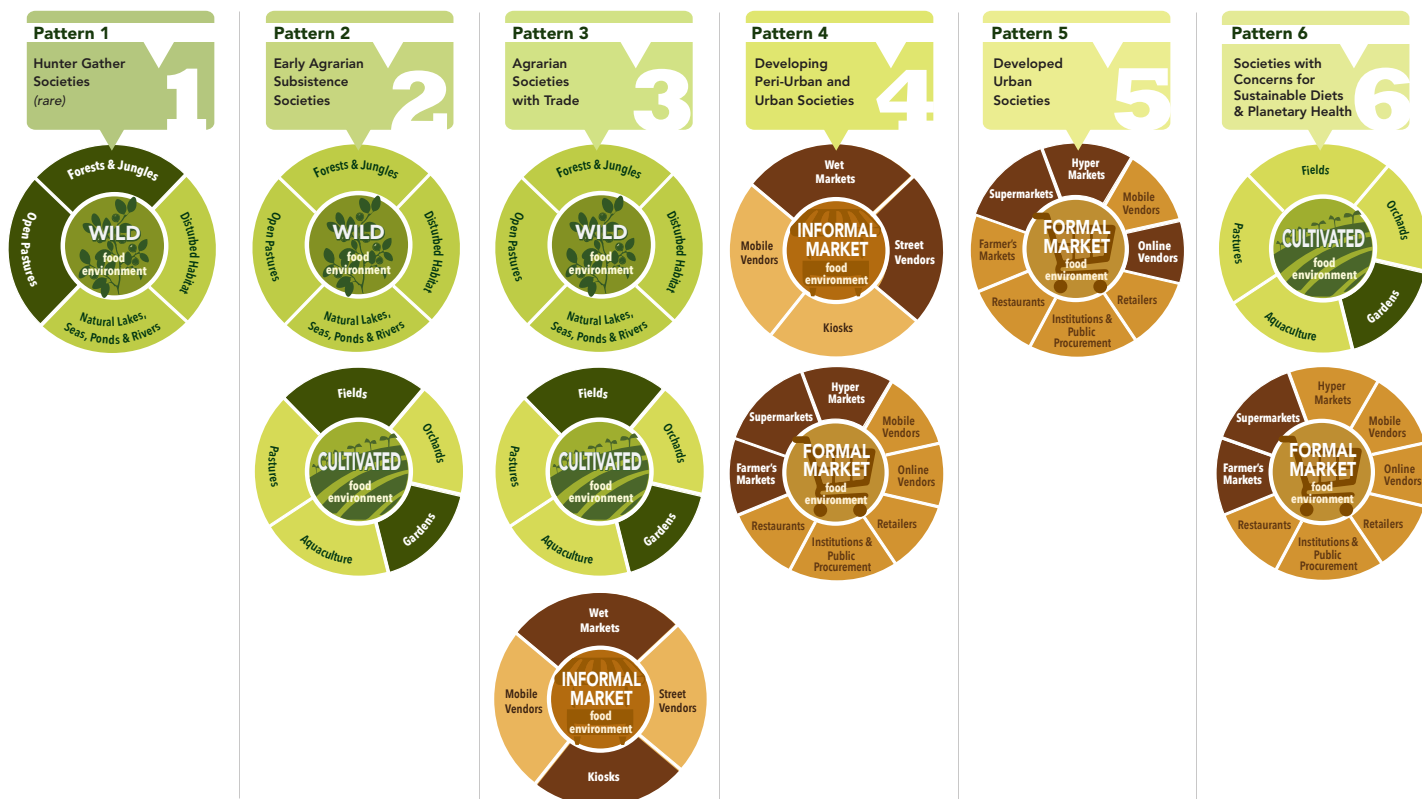 Pattern 1
Hunter Gather
Societies
(rare)
1
Forests & Jungles
Open Pastures
Disturbed Habitat
Natural Lakes,
Seas, Ponds & Rivers
WILD
food
environment
Pattern 2
Early Agrarian
Subsistence
Societies
2
Forests & Jungles
Open Pastures
Disturbed Habitat
Natural Lakes,
Seas, Ponds & Rivers
WILD
food
environment
Fields
Pastures
Orchards
Gardens
Aquaculture
CULTIVATED
food
environment
Pattern 3
Agrarian
Societies
with Trade
3
Forests & Jungles
Open Pastures
Disturbed Habitat
Natural Lakes,
Seas, Ponds & Rivers
WILD
food
environment
Fields
Pastures
Orchards
Gardens
Aquaculture
CULTIVATED
food
environment
Wet
Markets
Mobile
Vendors
Street
Vendors
Kiosks
INFORMAL
MARKET
food
environment
Pattern 4
Developing
Peri-Urban and
Urban Societies
4
Wet
Markets
Mobile
Vendors
Street
Vendors
Kiosks
INFORMAL
MARKET
food
environment
Hyper
Markets
Supermarkets
Mobile
Vendors
Farmer's
Markets
Online
Vendors
Restaurants
Retailers
Institutions &
Public
Procurement
FORMAL
MARKET
food
environment
Pattern 5
Developed
Urban
Societies
5
Hyper
Markets
Supermarkets
Mobile
Vendors
Farmer's
Markets
Online
Vendors
Restaurants
Retailers
Institutions &
Public
Procurement
FORMAL
MARKET
food
environment
Pattern 6
Societies with
Concerns for
Sustainable Diets
& Planetary Health
6
Fields
Pastures
Orchards
Gardens
Aquaculture
CULTIVATED
food
environment
Hyper
Markets
Supermarkets
Mobile
Vendors
Farmer's
Markets
Online
Vendors
Restaurants
Retailers
Institutions &
Public
Procurement
FORMAL
MARKET
food
environment